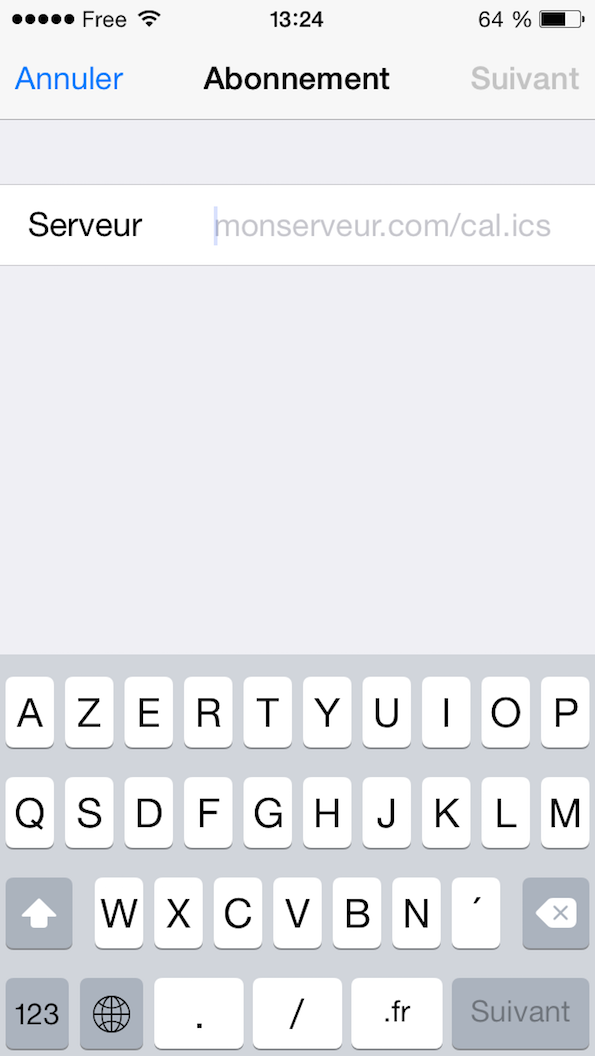 Free 13:24 64 %
Annuler Abonnement Suivant
Serveur monserveur.com/cal.ics
A Z E R T Y U I O P
Q S D F G H J K L M
W X C V B N ´
123 . / .fr Suivant